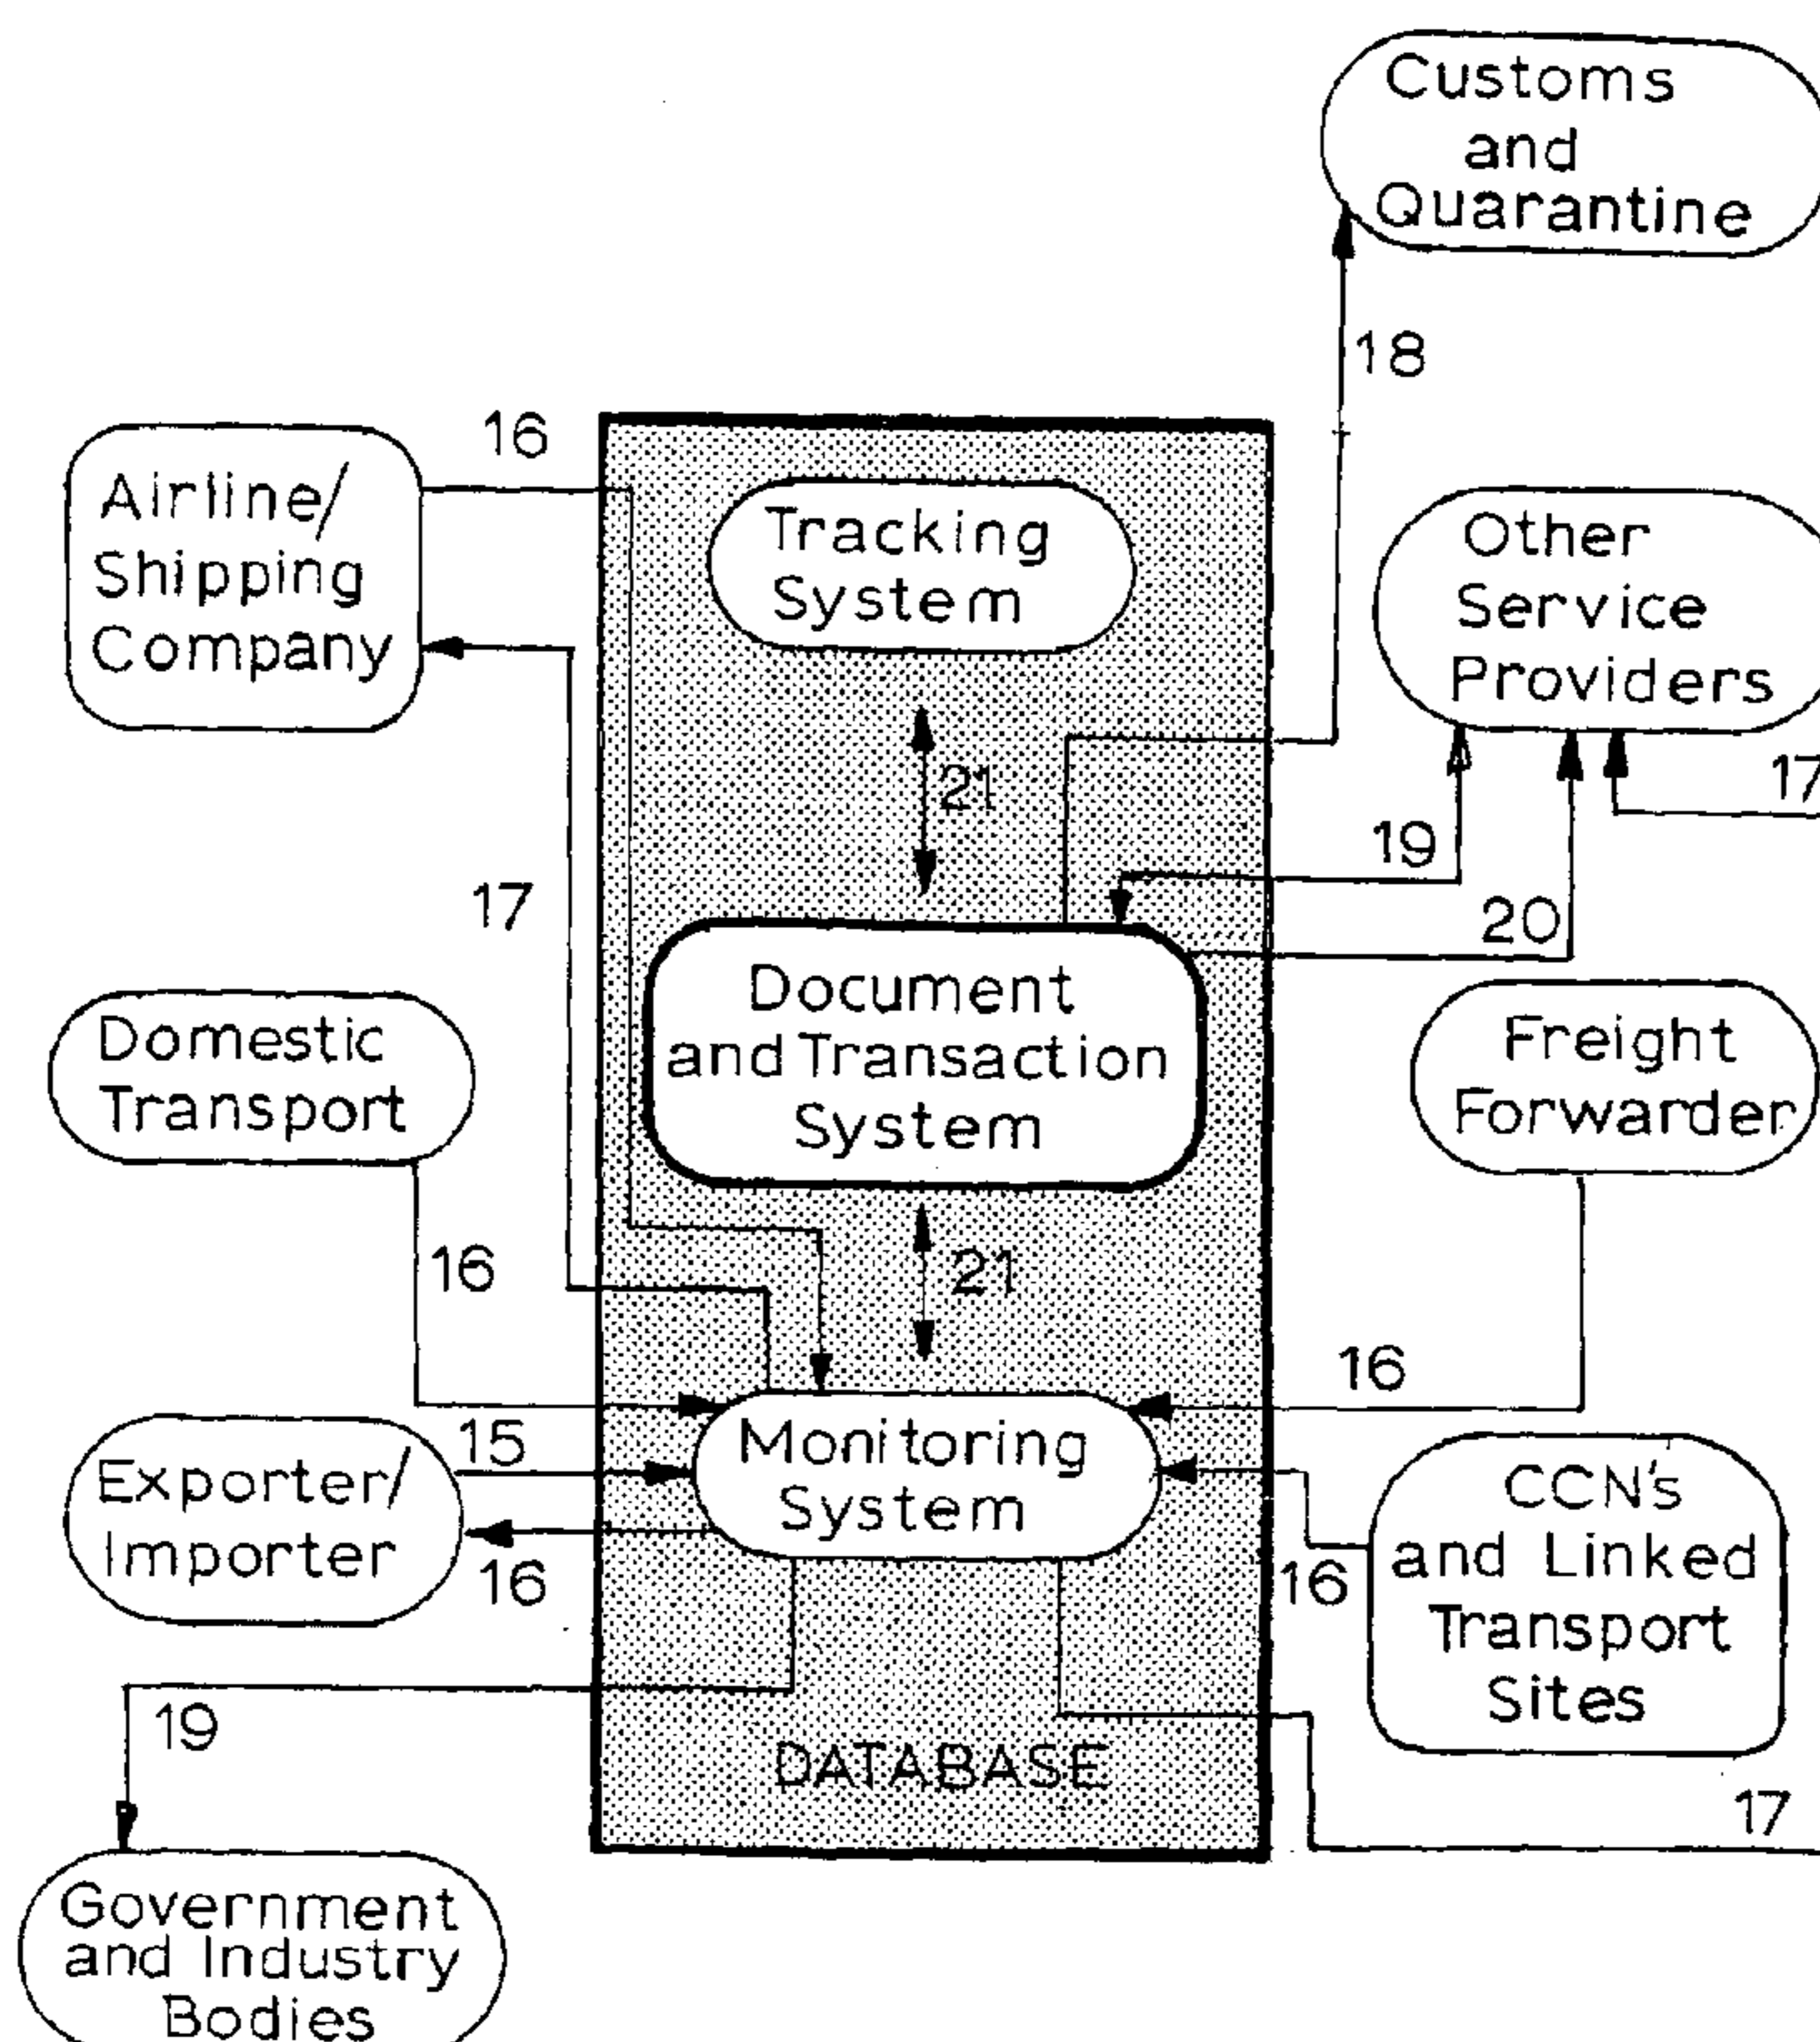 Customs
and
Quarantine
18
16
Airline/
Shipping
Company
Tracking
System
Other
Service
Providers
21
17
19
17
20
Document
and Transaction
System
Domestic
Transport
Freight
Forwarder
16
21
16
Exporter/
Importer
15
16
Monitoring
System
16
CCN's
and Linked
Transport
Sites
19
DATABASE
17
Government
and Industry
Bodies